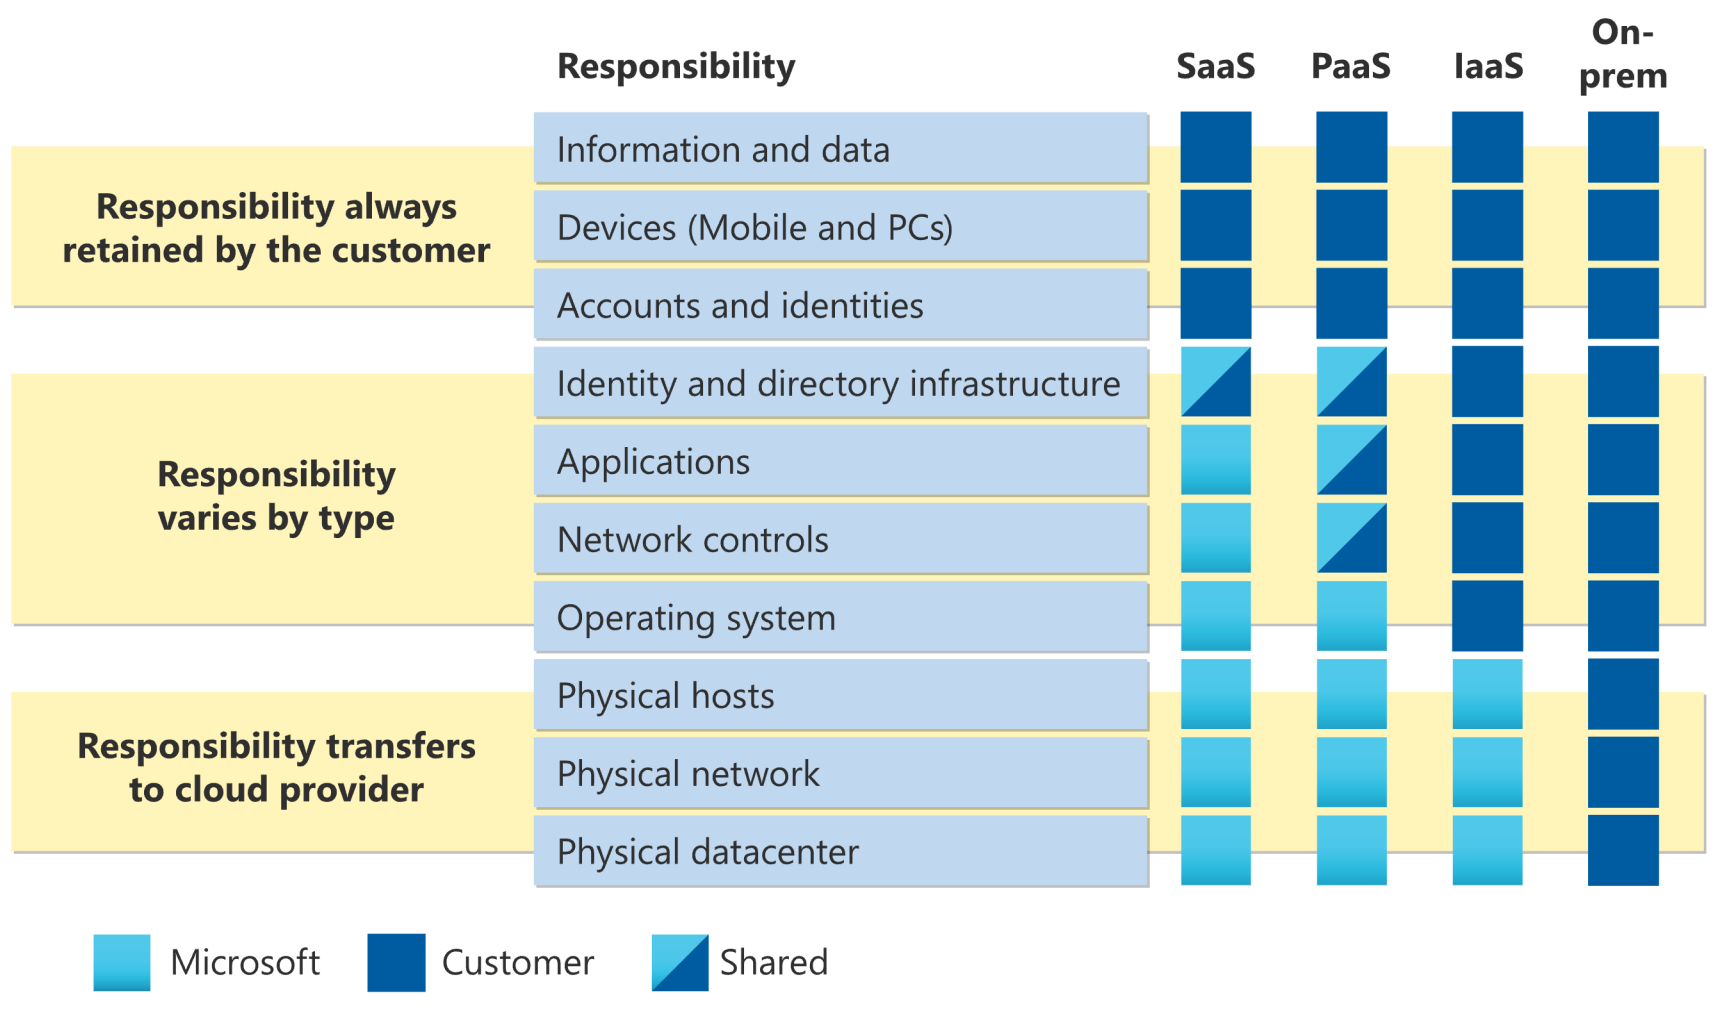 Responsibility
SaaS
PaaS
IaaS
On-
prem
Responsibility always
retained by the customer
Information and data
Devices (Mobile and PCs)
Accounts and identities
Responsibility
varies by type
Identity and directory infrastructure
Applications
Network controls
Operating system
Responsibility transfers
to cloud provider
Physical hosts
Physical network
Physical datacenter
Microsoft
Customer
Shared